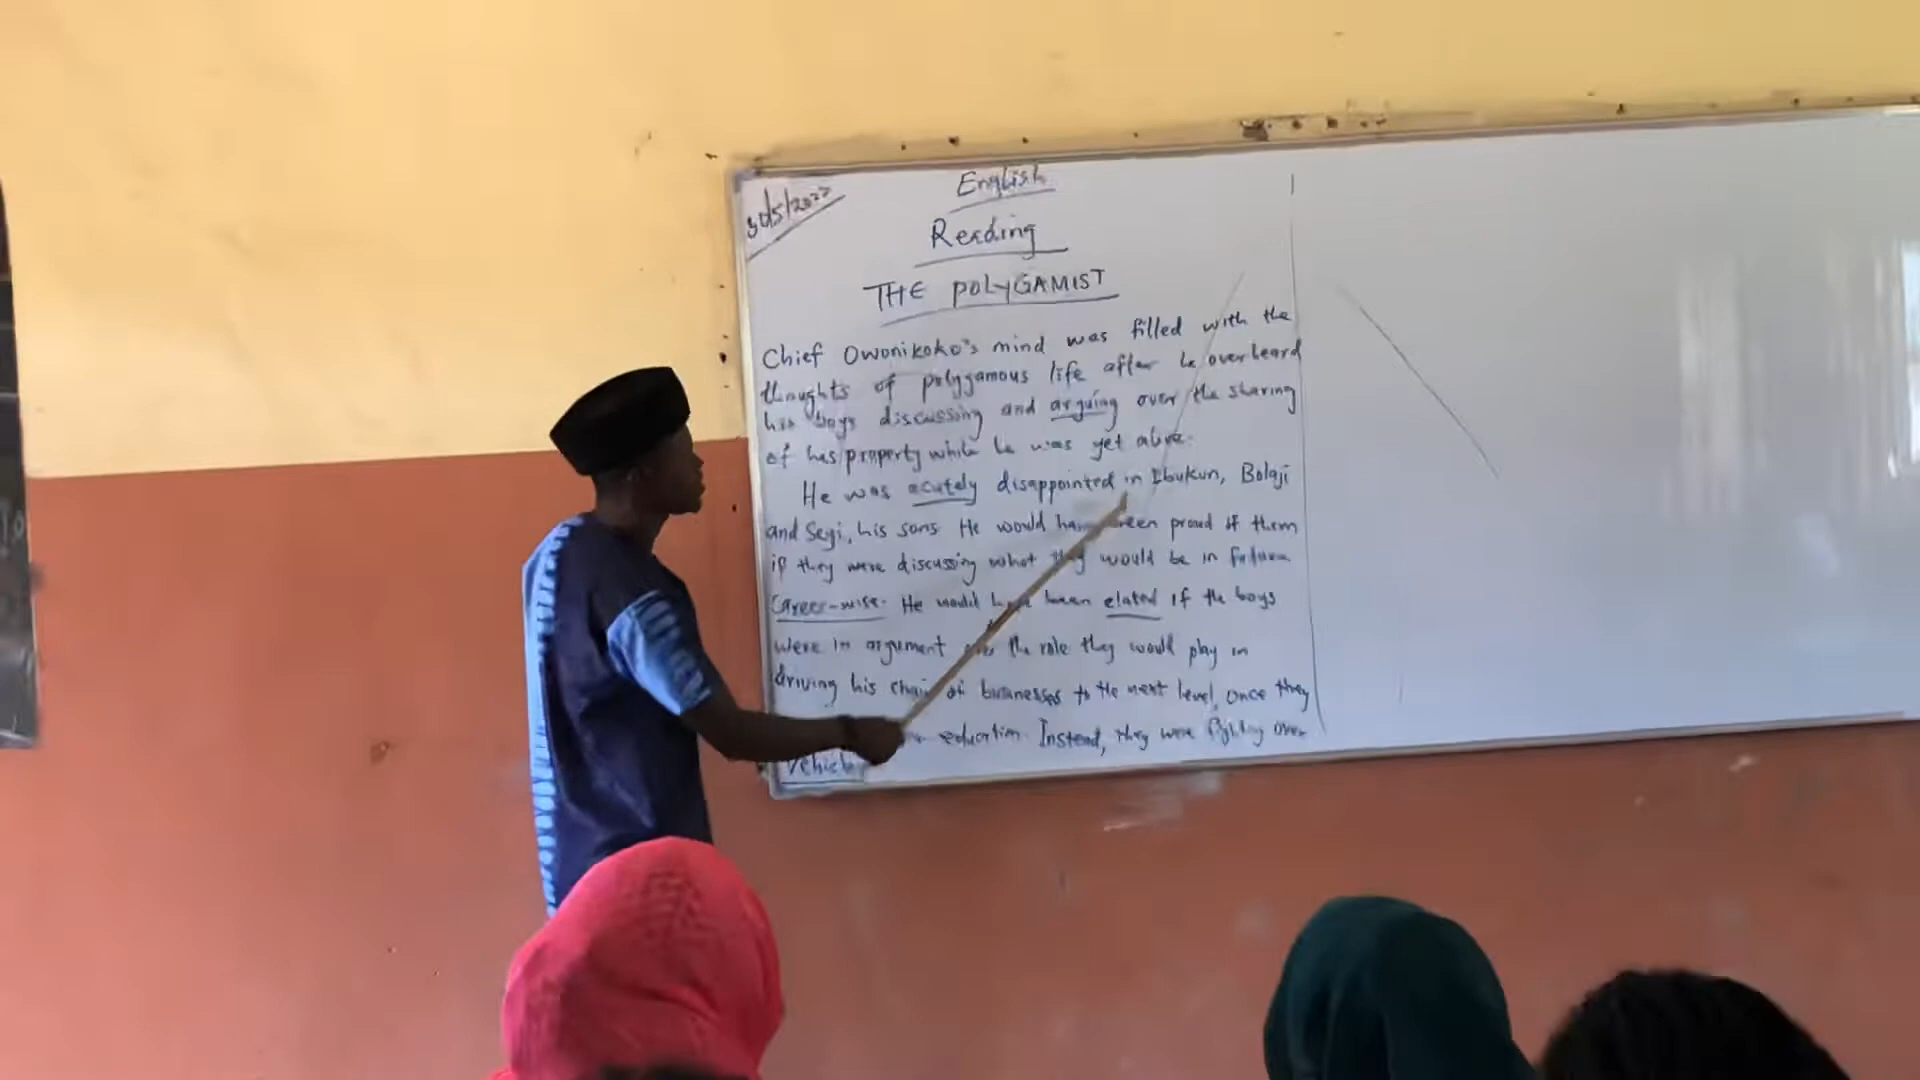 30/5/2022
English
Reading
THE POLYGAMIST
Chief Owonikoko's mind was filled with the
thoughts of polygamous life after he overheard
his boys discussing and arguing over the sharing
of his property while he was yet alive.
He was acutely disappointed in Ibukun, Bolaji
and Segi, his sons. He would have been proud of them
if they were discussing what they would be in future
career-wise. He would have been elated if the boys
were in argument over the role they would play in
driving his chain of businesses to the next level, once they
education. Instead, they were fighting over
vehicle